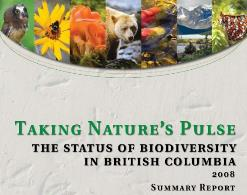 TAKING NATURE'S PULSE
THE STATUS OF BIODIVERSITY
IN BRITISH COLUMBIA
2008
SUMMARY REPORT